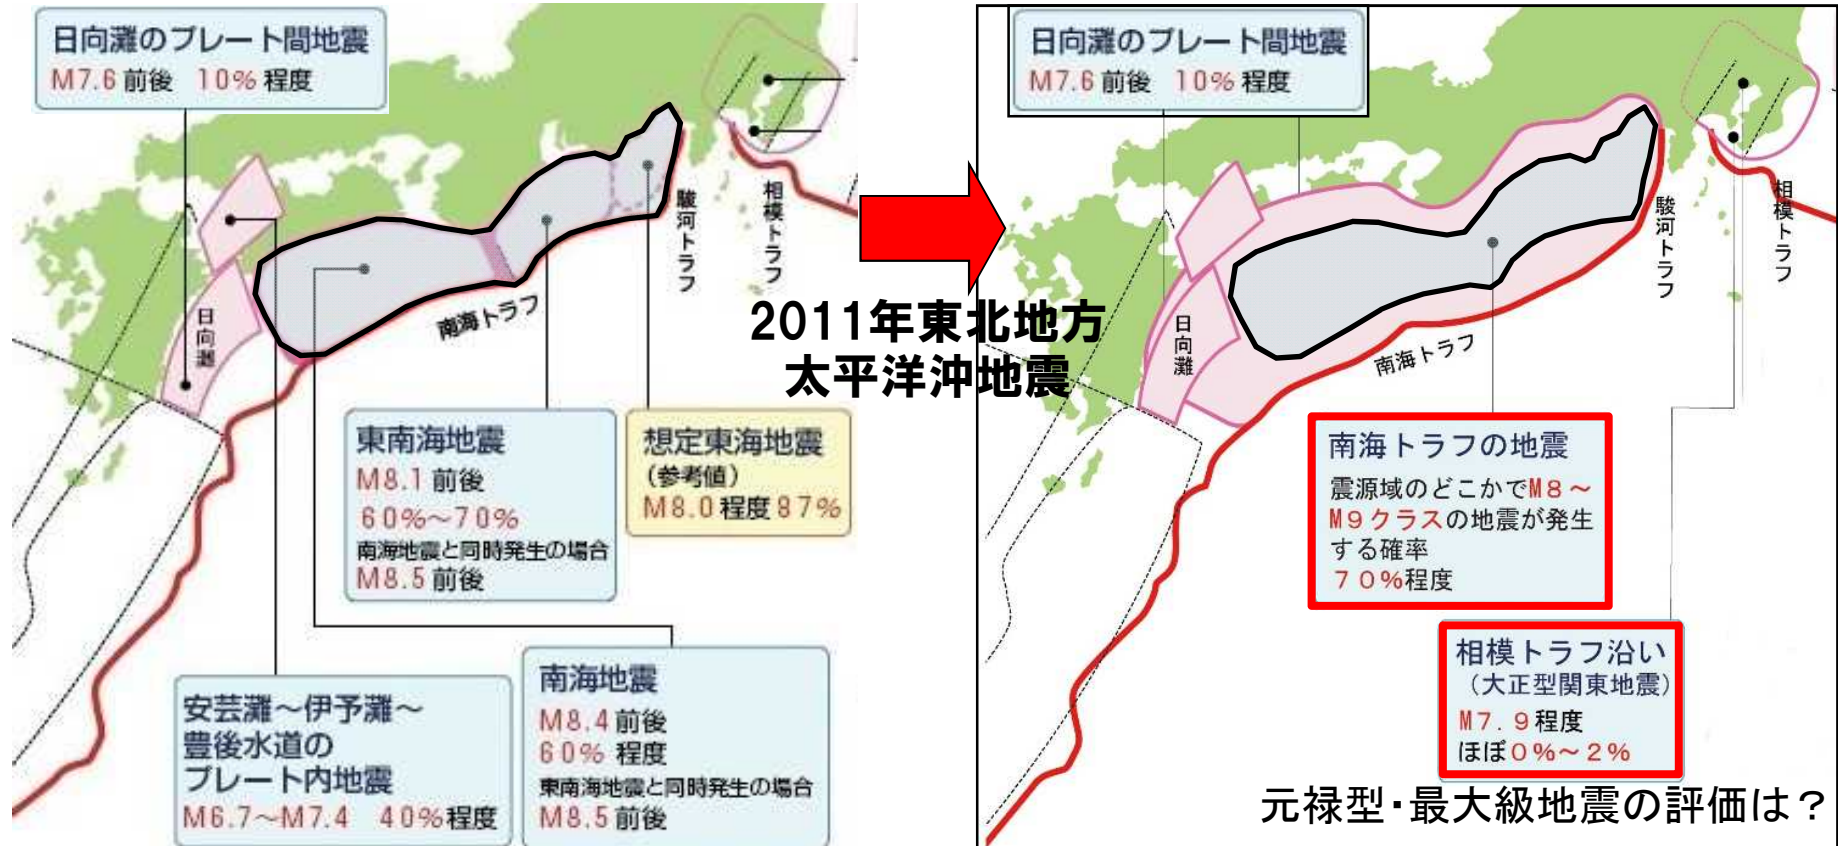 日向灘のプレート間地震
M7.6前後 10%程度
駿河トラフ
相模トラフ
南海トラフ
日向灘
東南海地震
M8.1前後
60%～70%
南海地震と同時発生の場合
M8.5前後
想定東海地震
(参考値)
M8.0程度87%
安芸灘～伊予灘～
豊後水道の
プレート内地震
M6.7～M7.4 40%程度
南海地震
M8.4前後
60% 程度
東南海地震と同時発生の場合
M8.5前後
2011年東北地方
太平洋沖地震
日向灘のプレート間地震
M7.6前後 10%程度
駿河トラフ
相模トラフ
南海トラフ
日向灘
南海トラフの地震
震源域のどこかでM8～
M9クラスの地震が発生
する確率
70%程度
相模トラフ沿い
(大正型関東地震)
M7.9程度
ほぼ0%～2%
元禄型・最大級地震の評価は？